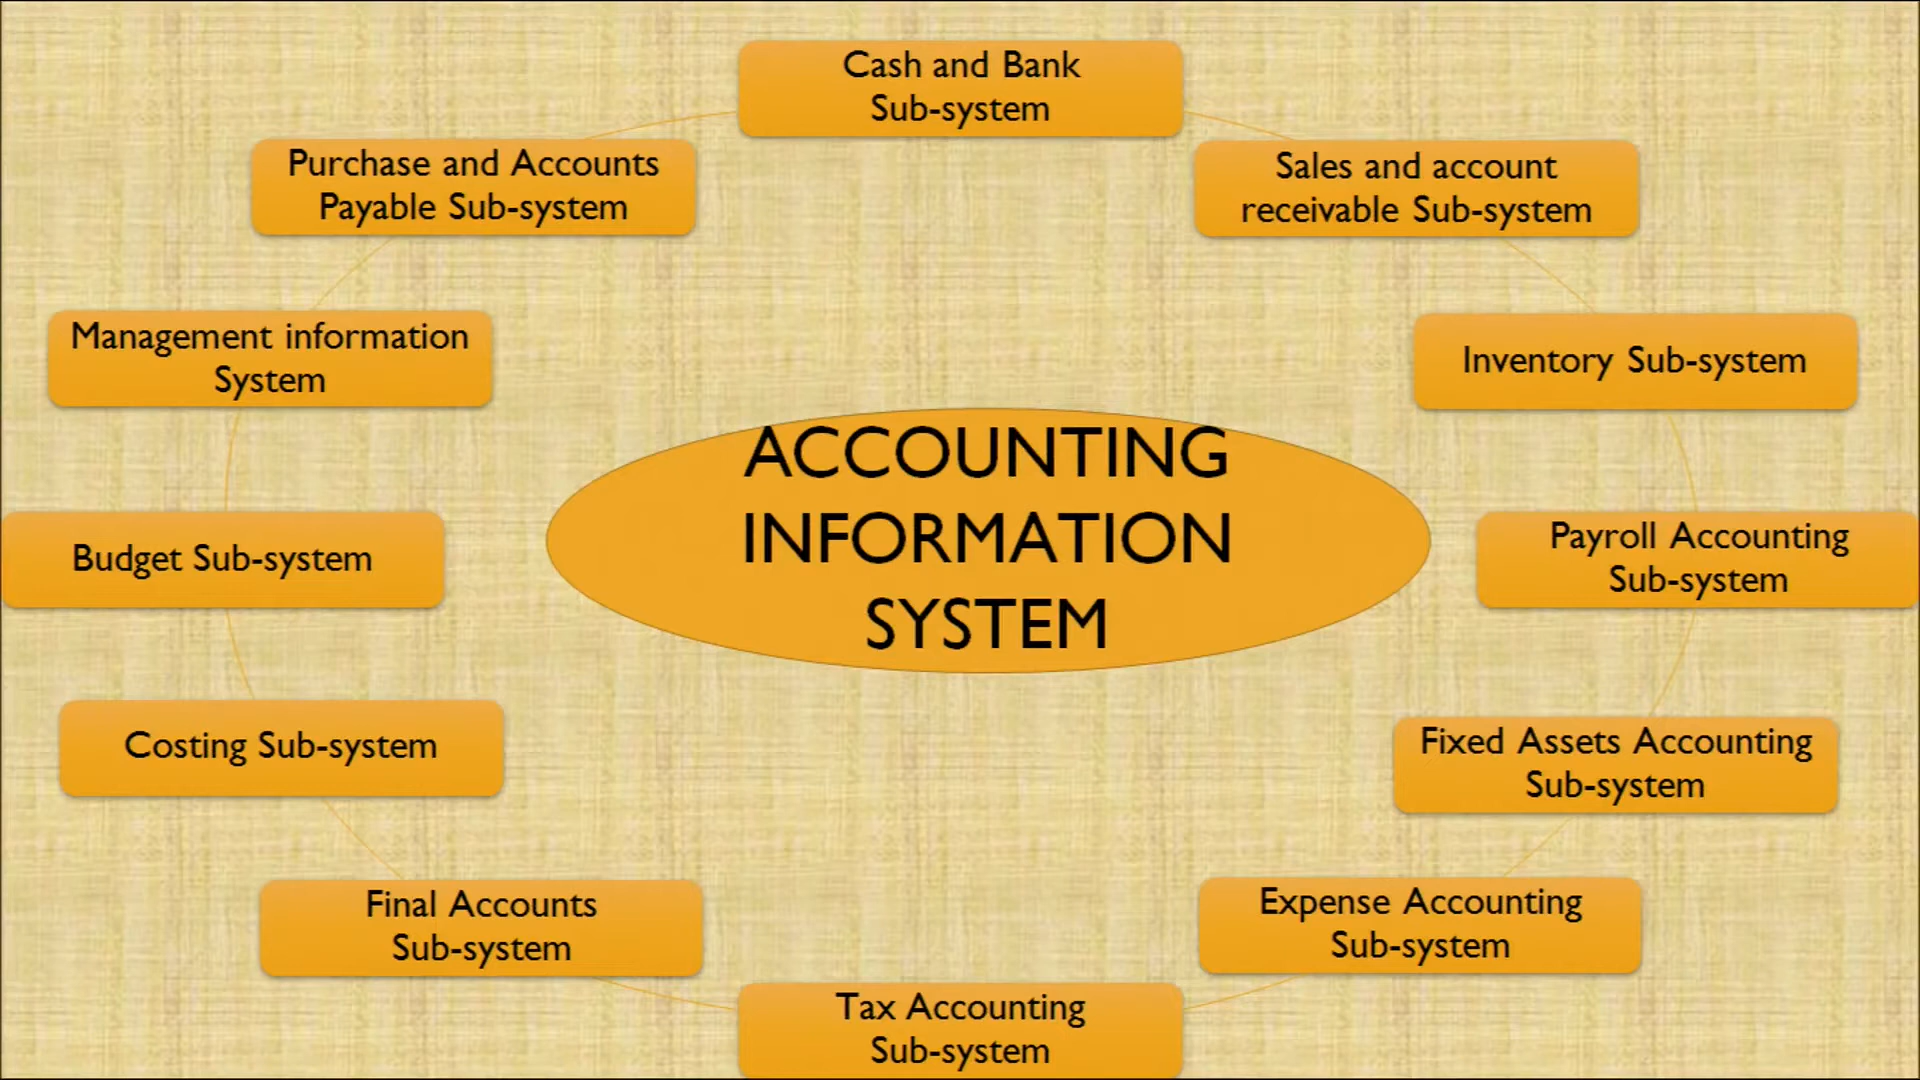 Cash and Bank
Sub-system
Sales and account
receivable Sub-system
Inventory Sub-system
Payroll Accounting
Sub-system
Fixed Assets Accounting
Sub-system
Expense Accounting
Sub-system
Tax Accounting
Sub-system
Final Accounts
Sub-system
Costing Sub-system
Budget Sub-system
Management information
System
Purchase and Accounts
Payable Sub-system
ACCOUNTING
INFORMATION
SYSTEM